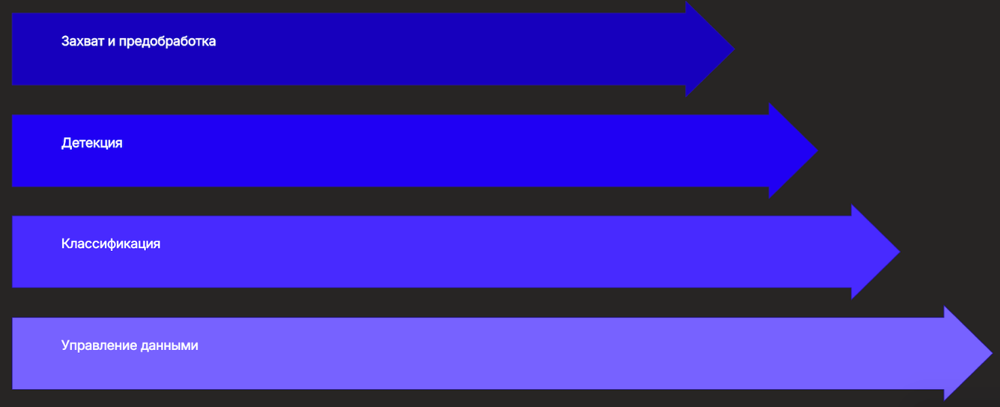 Захват и предобработка
Детекция
Классификация
Управление данными